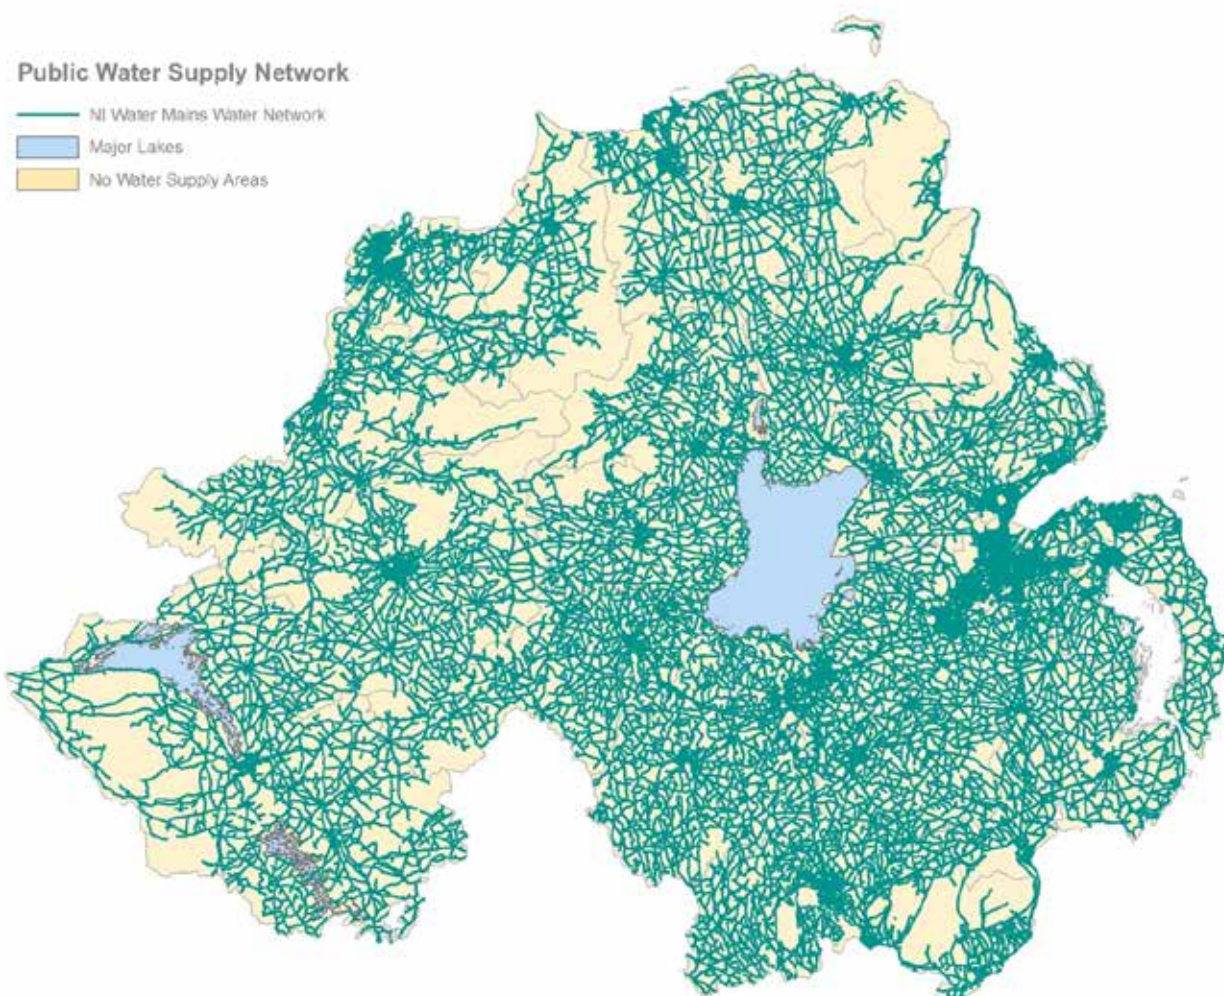 Public Water Supply Network
NI Water Mains Water Network
Major Lakes
No Water Supply Areas